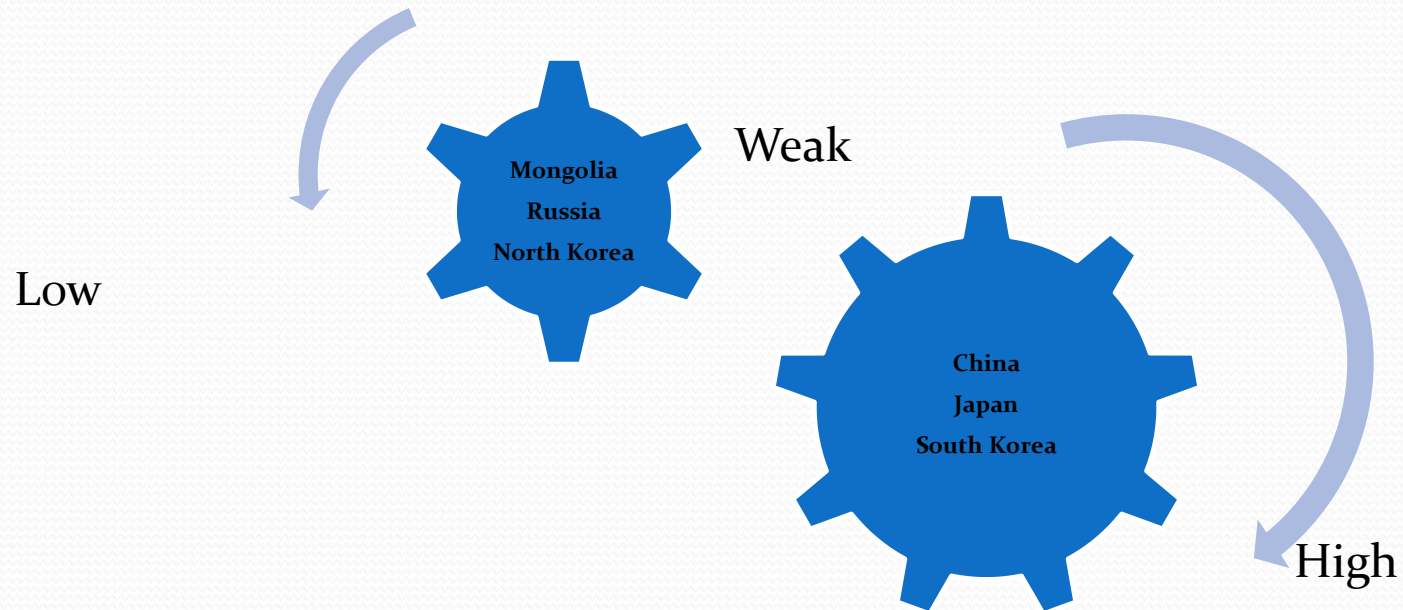 Weak
Mongolia
Russia
North Korea
Low
China
Japan
South Korea
High